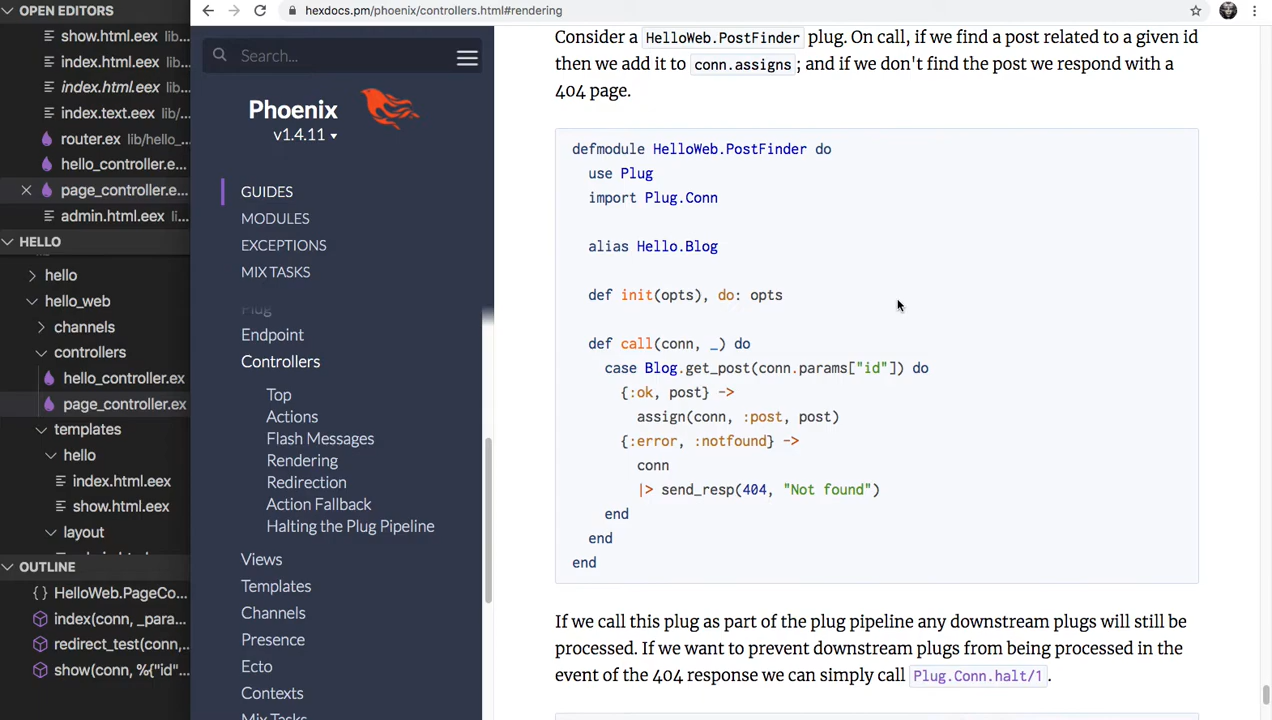 OPEN EDITORS
show.html.eex lib...
index.html.eex lib...
index.html.eex lib...
index.text.eex lib/...
router.ex lib/hello_...
hello_controller.e...
page_controller.e...
admin.html.eex li...
HELLO
hello
hello_web
channels
controllers
hello_controller.ex
page_controller.ex
templates
hello
index.html.eex
show.html.eex
layout
OUTLINE
HelloWeb.PageCo...
index(conn, _para...
redirect_test(conn,...
show(conn, %{"id"...
hexdocs.pm/phoenix/controllers.html#rendering
Search...
Phoenix
v1.4.11
GUIDES
MODULES
EXCEPTIONS
MIX TASKS
Plug
Endpoint
Controllers
Top
Actions
Flash Messages
Rendering
Redirection
Action Fallback
Halting the Plug Pipeline
Views
Templates
Channels
Presence
Ecto
Contexts
Mix Tasks
Consider a HelloWeb.PostFinder plug. On call, if we find a post related to a given id
then we add it to conn.assigns; and if we don't find the post we respond with a
404 page.
defmodule HelloWeb.PostFinder do
use Plug
import Plug.Conn
alias Hello.Blog
def init(opts), do: opts
def call(conn, _) do
case Blog.get_post(conn.params["id"]) do
{:ok, post} ->
assign(conn, :post, post)
{:error, :notfound} ->
conn
|> send_resp(404, "Not found")
end
end
end
If we call this plug as part of the plug pipeline any downstream plugs will still be
processed. If we want to prevent downstream plugs from being processed in the
event of the 404 response we can simply call Plug.Conn.halt/1.